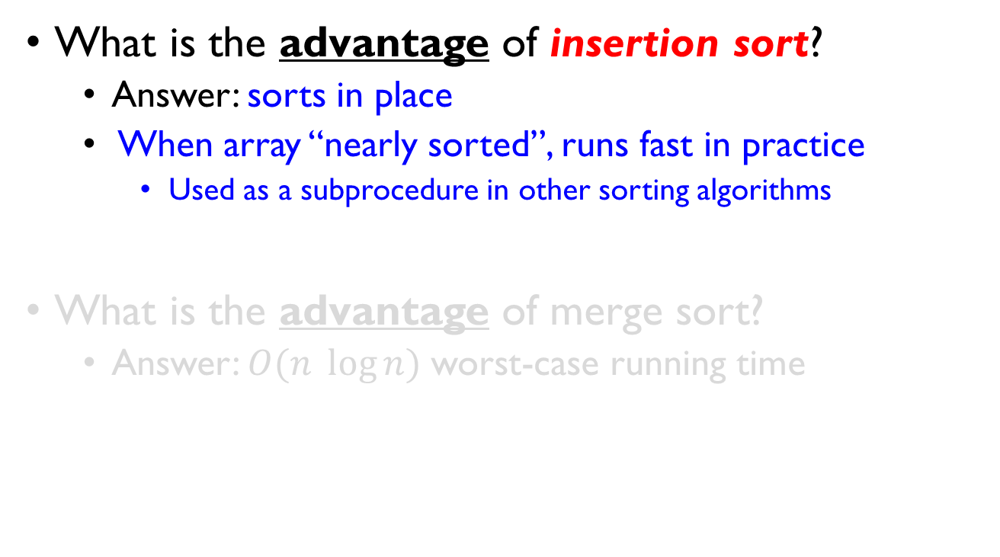 • What is the advantage of insertion sort?
• Answer: sorts in place
• When array “nearly sorted”, runs fast in practice
• Used as a subprocedure in other sorting algorithms
• What is the advantage of merge sort?
• Answer: O(n log n) worst-case running time